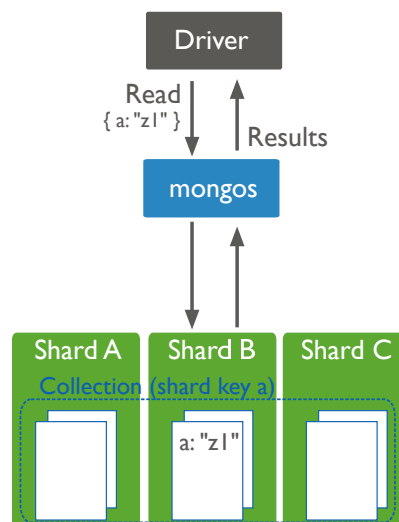 Driver
Read
{ a: "z1" }
Results
mongos
Shard A
Shard B
Shard C
Collection (shard key a)
a: "z1"